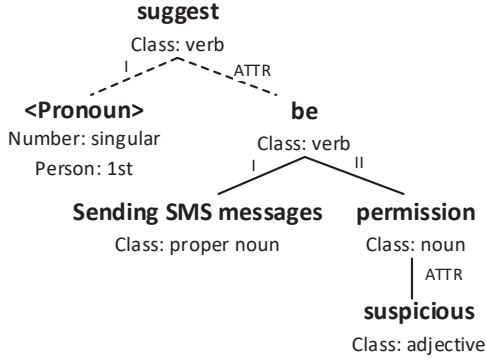 suggest
Class: verb
I
ATTR
<Pronoun>
be
Number: singular
Class: verb
Person: 1st
I
II
Sending SMS messages
permission
Class: proper noun
Class: noun
ATTR
suspicious
Class: adjective